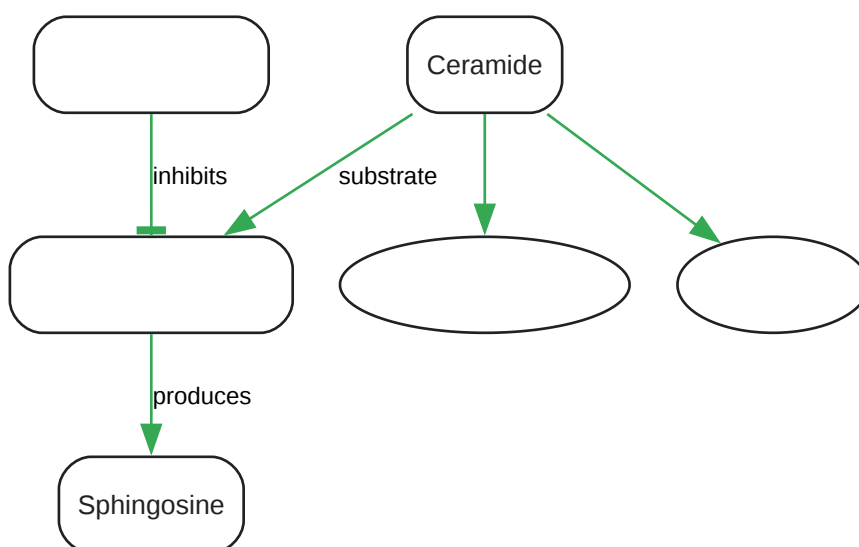 Ceramide
inhibits
substrate
produces
Sphingosine